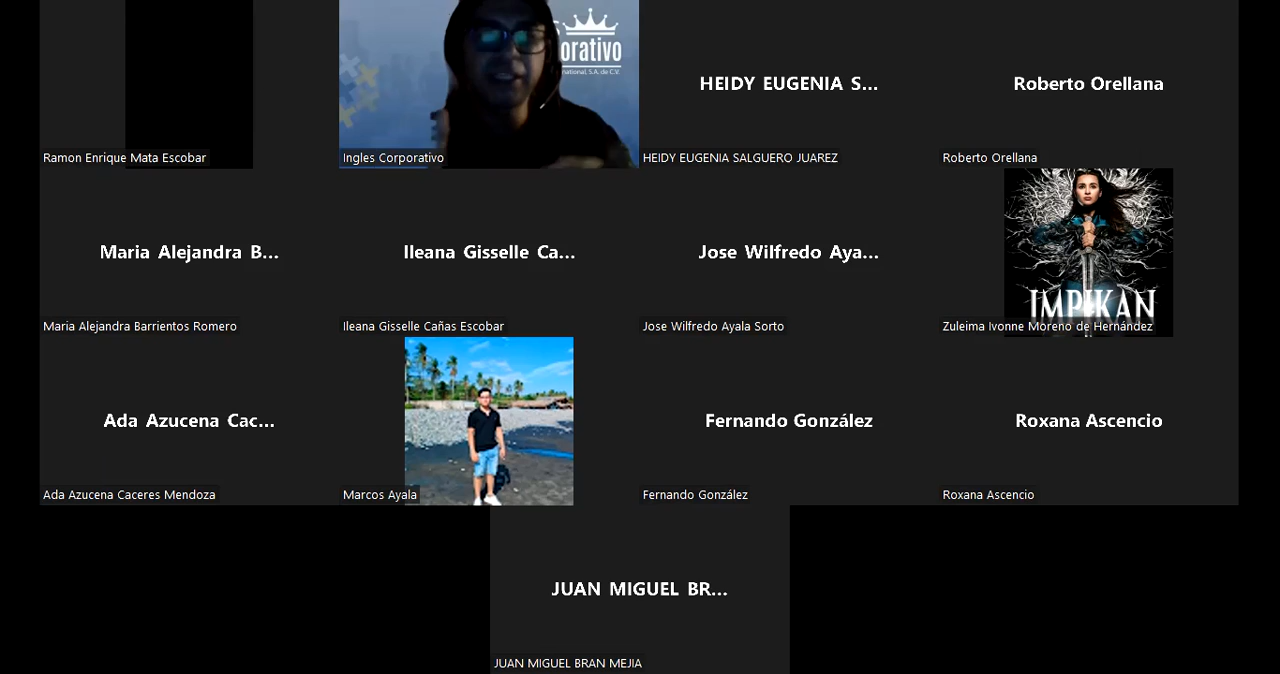 orativo
national, S.A. de C.V.
HEIDY EUGENIA S...
Roberto Orellana
Ramon Enrique Mata Escobar
Ingles Corporativo
HEIDY EUGENIA SALGUERO JUAREZ
Roberto Orellana
Maria Alejandra B...
Ileana Gisselle Ca...
Jose Wilfredo Aya...
IMPIKAN
Maria Alejandra Barrientos Romero
Ileana Gisselle Cañas Escobar
Jose Wilfredo Ayala Sorto
Zuleima Ivonne Moreno de Hernández
Ada Azucena Cac...
Fernando González
Roxana Ascencio
Ada Azucena Caceres Mendoza
Marcos Ayala
Fernando González
Roxana Ascencio
JUAN MIGUEL BR...
JUAN MIGUEL BRAN MEJIA